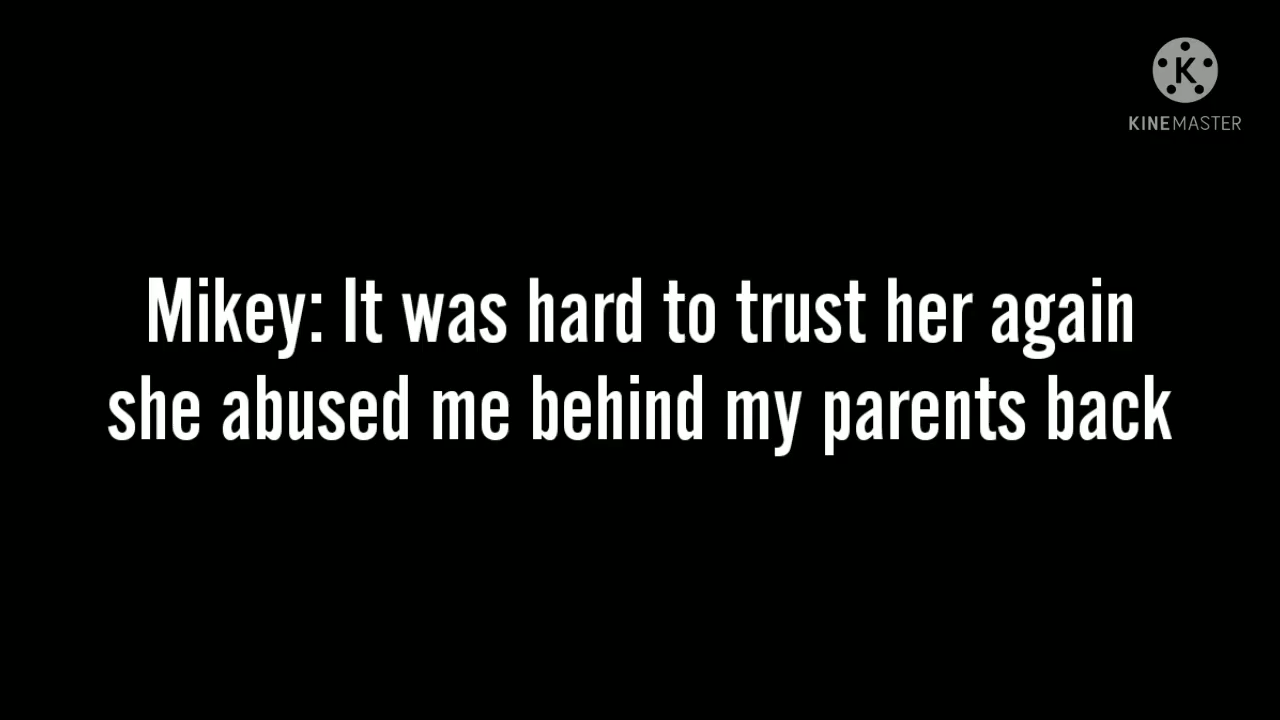 K
KINEMASTER
Mikey: It was hard to trust her again
she abused me behind my parents back